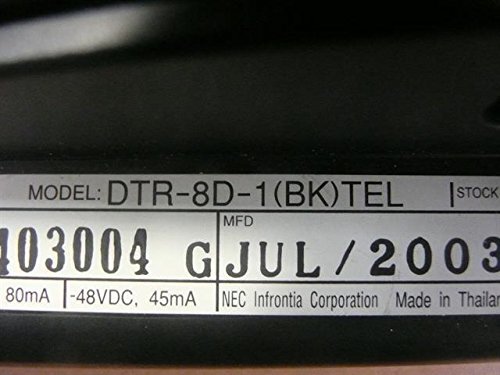 MODEL: DTR-8D-1(BK)TEL STOCK
MFD
403004 G JUL/2003
80mA -48VDC, 45mA NEC Infrontia Corporation Made in Thailan